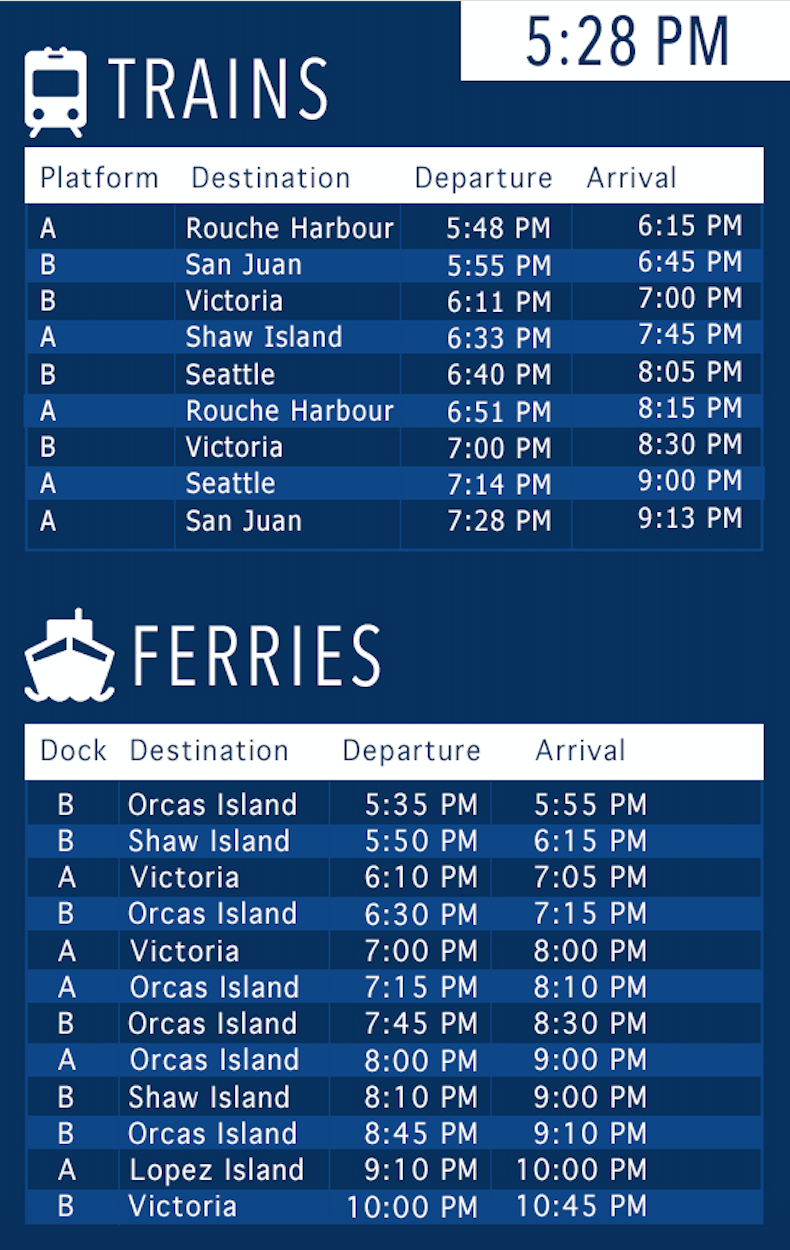 5:28 PM
TRAINS
Platform Destination Departure Arrival
A Rouche Harbour 5:48 PM 6:15 PM
B San Juan 5:55 PM 6:45 PM
B Victoria 6:11 PM 7:00 PM
A Shaw Island 6:33 PM 7:45 PM
B Seattle 6:40 PM 8:05 PM
A Rouche Harbour 6:51 PM 8:15 PM
B Victoria 7:00 PM 8:30 PM
A Seattle 7:14 PM 9:00 PM
A San Juan 7:28 PM 9:13 PM
FERRIES
Dock Destination Departure Arrival
B Orcas Island 5:35 PM 5:55 PM
B Shaw Island 5:50 PM 6:15 PM
A Victoria 6:10 PM 7:05 PM
B Orcas Island 6:30 PM 7:15 PM
A Victoria 7:00 PM 8:00 PM
A Orcas Island 7:15 PM 8:10 PM
B Orcas Island 7:45 PM 8:30 PM
A Orcas Island 8:00 PM 9:00 PM
B Shaw Island 8:10 PM 9:00 PM
B Orcas Island 8:45 PM 9:10 PM
A Lopez Island 9:10 PM 10:00 PM
B Victoria 10:00 PM 10:45 PM